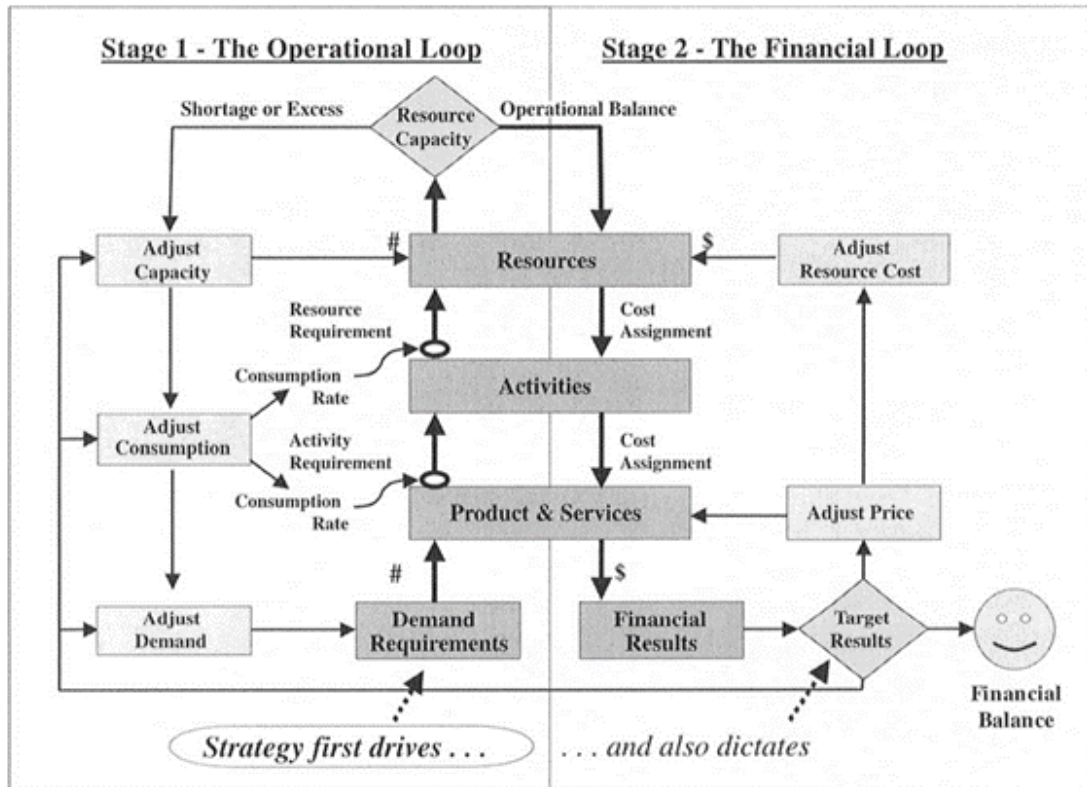 Stage 1 - The Operational Loop
Stage 2 - The Financial Loop
Shortage or Excess
Resource
Capacity
Operational Balance
Adjust
Capacity
#
Resources
$
Adjust
Resource Cost
Resource
Requirement
Cost
Assignment
Consumption
Rate
Activities
Adjust
Consumption
Activity
Requirement
Cost
Assignment
Consumption
Rate
Product & Services
Adjust Price
#
$
Adjust
Demand
Demand
Requirements
Financial
Results
Target
Results
Financial
Balance
Strategy first drives . . .
. . . and also dictates